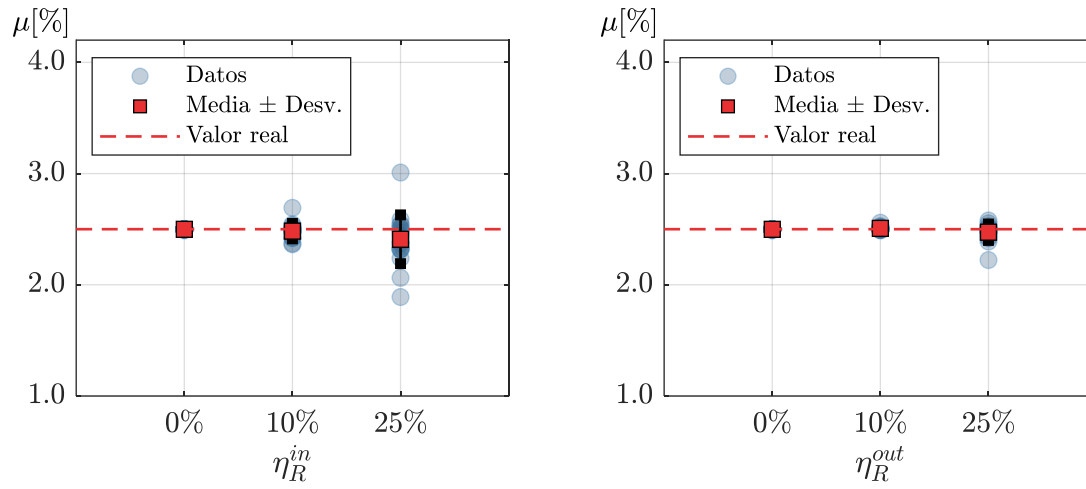 μ[%]
4.0
3.0
2.0
1.0
Datos
Media ± Desv.
Valor real
0%
10%
25%
η_R^{in}
μ[%]
4.0
3.0
2.0
1.0
Datos
Media ± Desv.
Valor real
0%
10%
25%
η_R^{out}